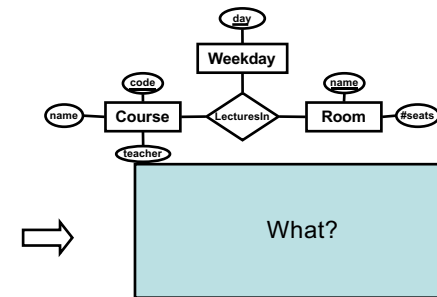 day
Weekday
code
name
name Course LecturesIn Room #seats
teacher
What?